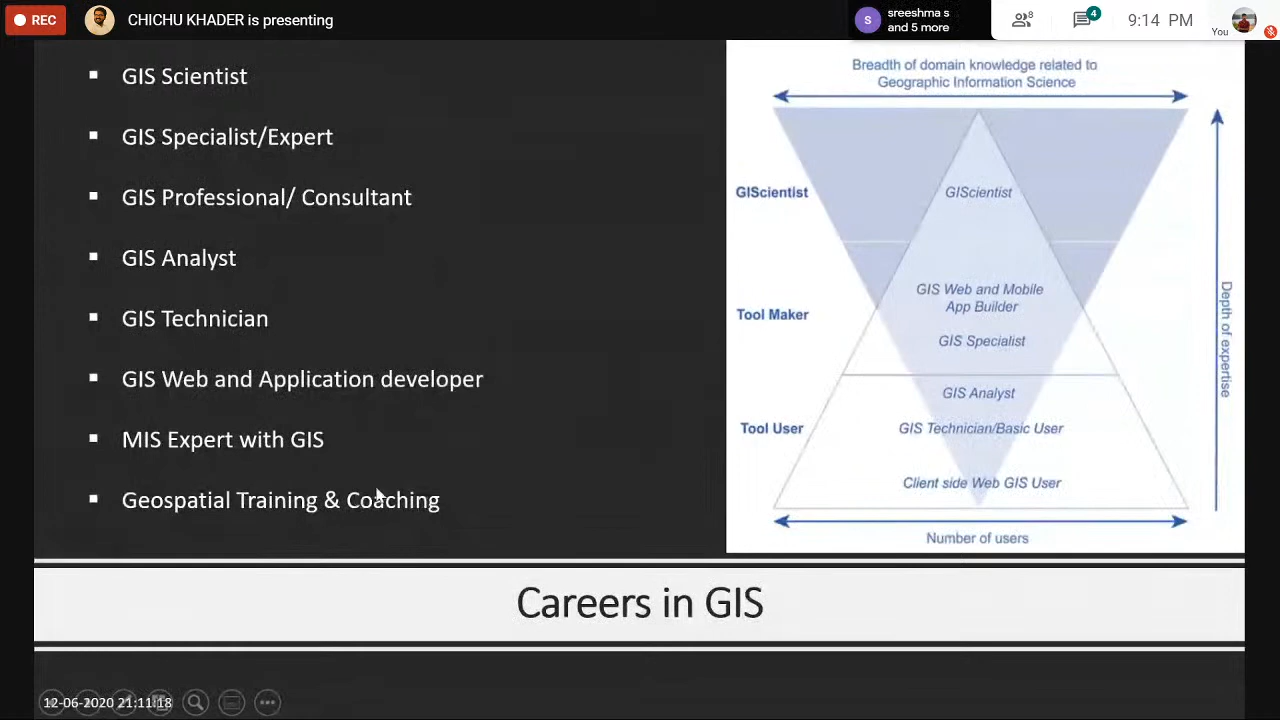 REC
CHICHU KHADER is presenting
S
sreeshma s
and 5 more
8
4
9:14 PM
You
GIS Scientist
GIS Specialist/Expert
GIS Professional/ Consultant
GIS Analyst
GIS Technician
GIS Web and Application developer
MIS Expert with GIS
Geospatial Training & Coaching
Breadth of domain knowledge related to
Geographic Information Science
GIScientist
GIScientist
GIS Web and Mobile
App Builder
Tool Maker
GIS Specialist
GIS Analyst
Tool User
GIS Technician/Basic User
Client side Web GIS User
Number of users
Depth of expertise
Careers in GIS
12-06-2020 21:11:18